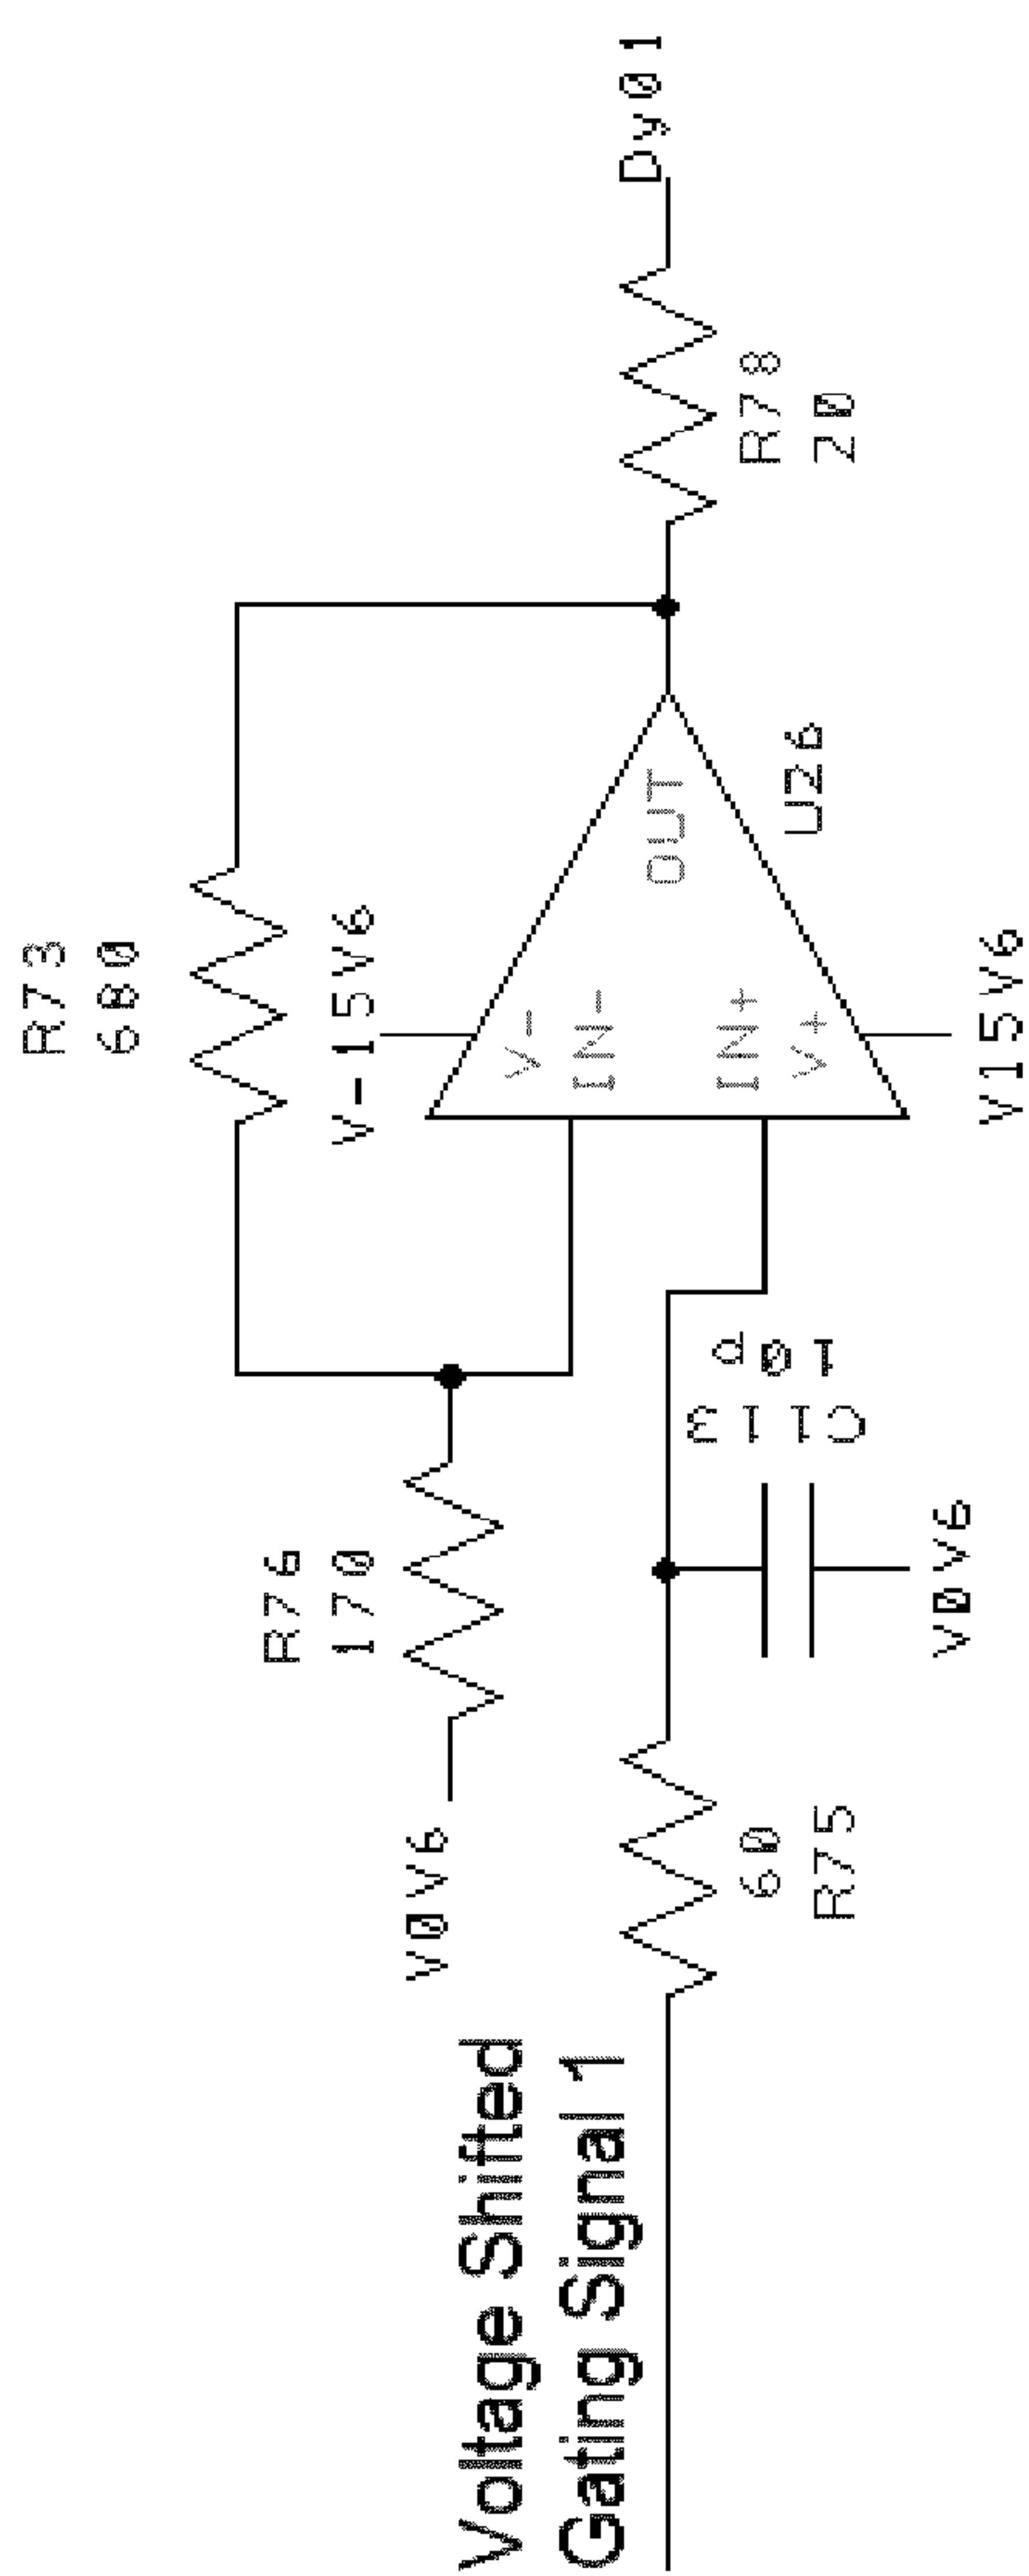 R73
680
V-15V6
R76
170
V0V6
V-
IN-
IN+
V+
OUT
U26
V15V6
Dy01
R78
20
C113
10p
V0V6
60
R75
Voltage Shifted
Gating Signal 1